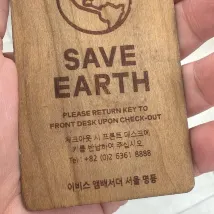 SAVE
EARTH
PLEASE RETURN KEY TO
FRONT DESK UPON CHECK-OUT
체크아웃 시 프론트 데스크에
키를 반납하여 주십시오
Tel : +82 (0)2 6361 8888
이비스 앰배서더 서울 명동